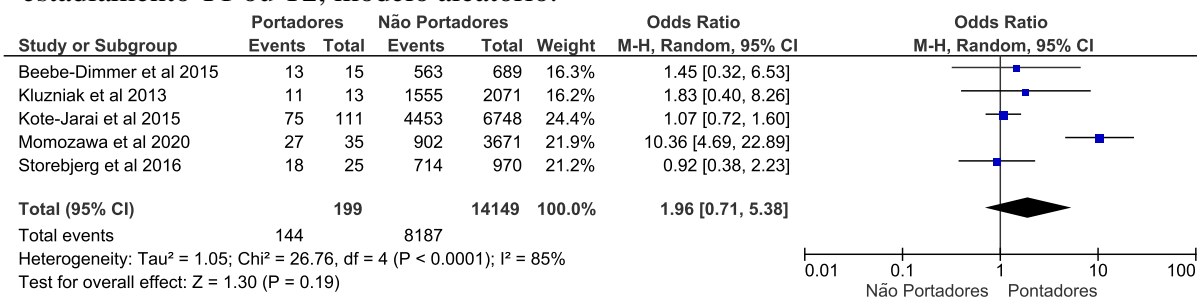 estadiamento T1 ou T2, modelo aleatório.
Portadores Não Portadores Odds Ratio Odds Ratio
Study or Subgroup Events Total Events Total Weight M-H, Random, 95% CI M-H, Random, 95% CI
Beebe-Dimmer et al 2015 13 15 563 689 16.3% 1.45 [0.32, 6.53]
Kluzniak et al 2013 11 13 1555 2071 16.2% 1.83 [0.40, 8.26]
Kote-Jarai et al 2015 75 111 4453 6748 24.4% 1.07 [0.72, 1.60]
Momozawa et al 2020 27 35 902 3671 21.9% 10.36 [4.69, 22.89]
Storebjerg et al 2016 18 25 714 970 21.2% 0.92 [0.38, 2.23]
Total (95% CI) 199 14149 100.0% 1.96 [0.71, 5.38]
Total events 144 8187
Heterogeneity: Tau² = 1.05; Chi² = 26.76, df = 4 (P < 0.0001); I² = 85%
Test for overall effect: Z = 1.30 (P = 0.19)
0.01 0.1 1 10 100
Não Portadores Pontadores